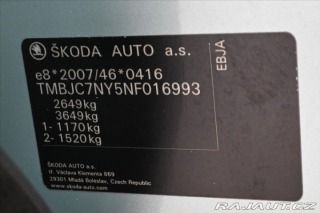 ŠKODA AUTO a.s.
e8*2007/46*0416
TMBJC7NY5NF016993
2649kg
3649kg
1- 1170kg
2- 1520kg
EBJA
ŠKODA AUTO a.s.
tř. Václava Klementa 869
29301 Mladá Boleslav, Czech Republic
www.skoda-auto.com
RAJAUT.CZ